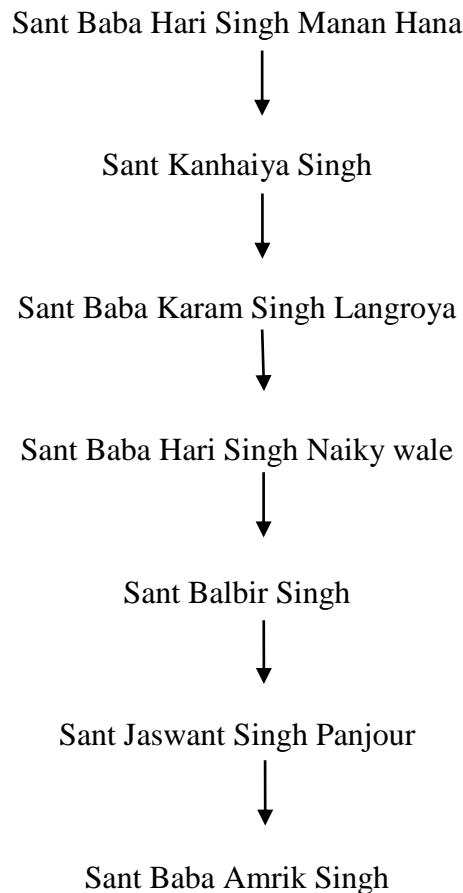 Sant Baba Hari Singh Manan Hana
Sant Kanhaiya Singh
Sant Baba Karam Singh Langroya
Sant Baba Hari Singh Naiky wale
Sant Balbir Singh
Sant Jaswant Singh Panjour
Sant Baba Amrik Singh